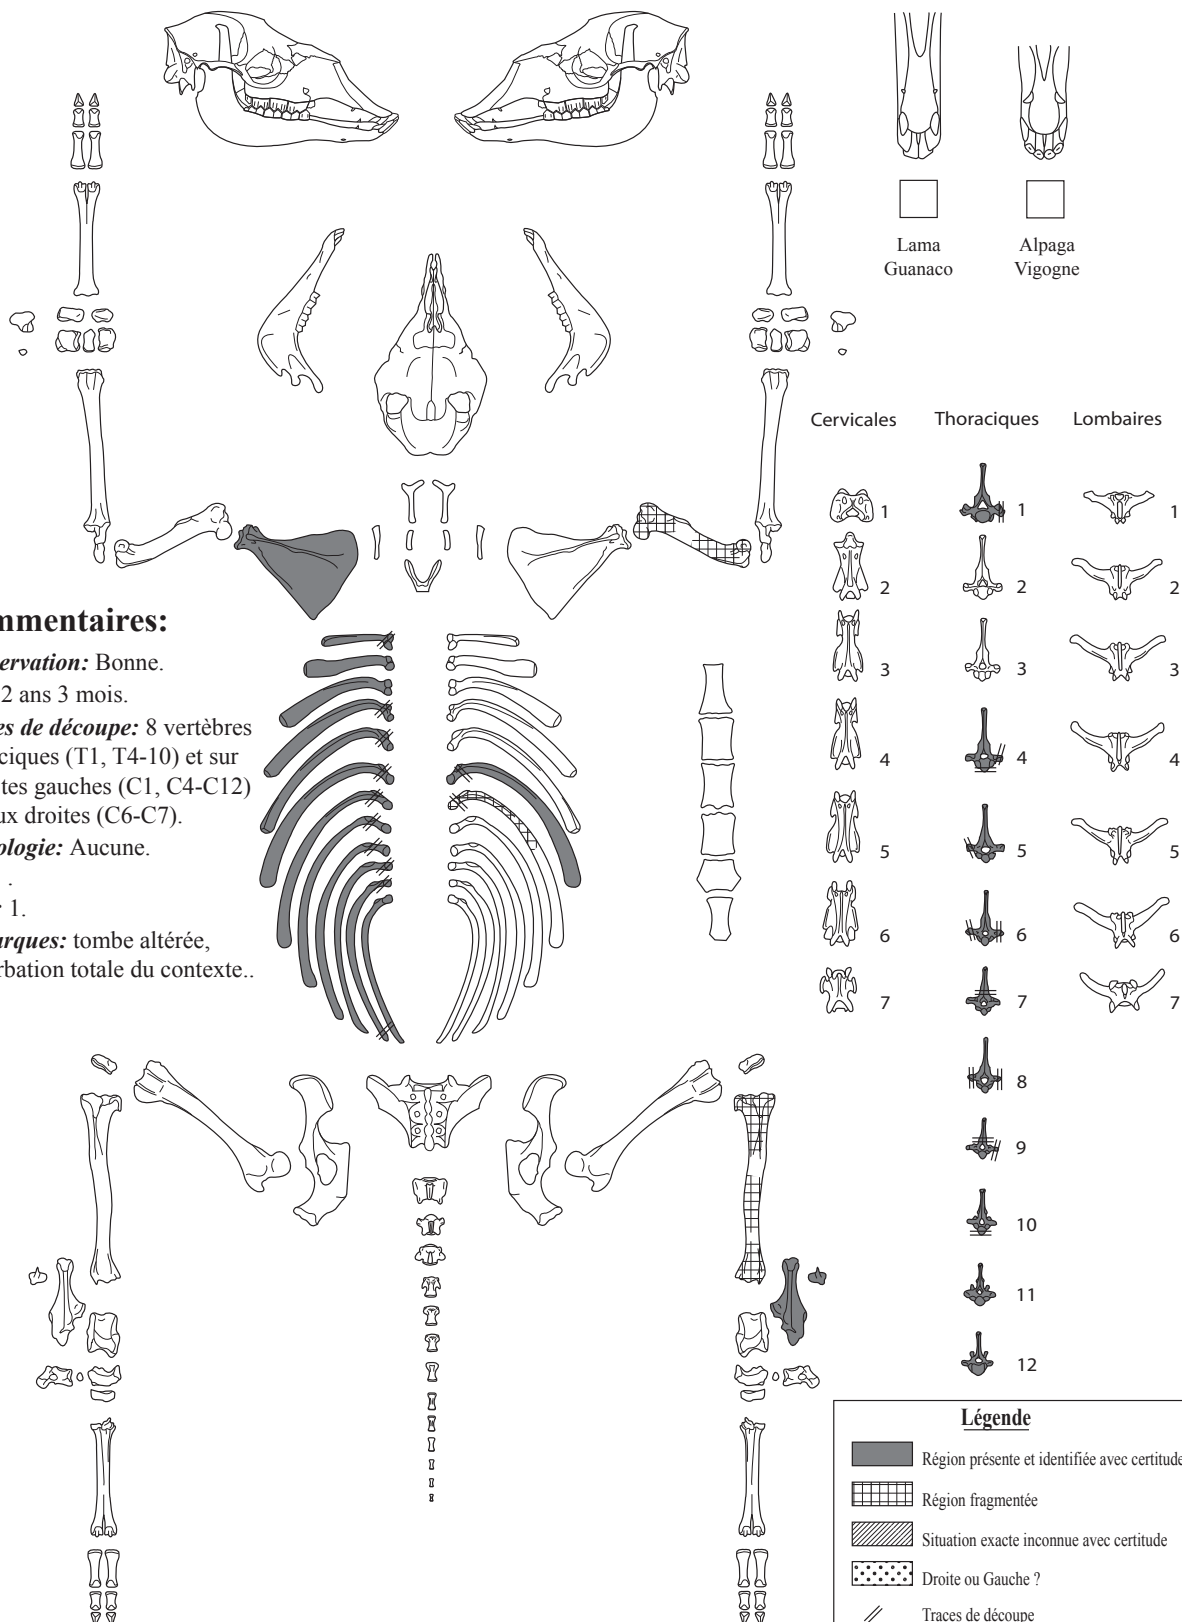 Lama
Guanaco
Alpaga
Vigogne
Cervicales
Thoraciques
Lombaires
1
2
3
4
5
6
7
1
2
3
4
5
6
7
8
9
10
11
12
1
2
3
4
5
6
7
mmentaires:
ervation: Bonne.
2 ans 3 mois.
es de découpe: 8 vertèbres
ciques (T1, T4-10) et sur
tes gauches (C1, C4-C12)
ux droites (C6-C7).
ologie: Aucune.
.
: 1.
arques: tombe altérée,
rbation totale du contexte..
Légende
Région présente et identifiée avec certitude
Région fragmentée
Situation exacte inconnue avec certitude
Droite ou Gauche ?
Traces de découpe